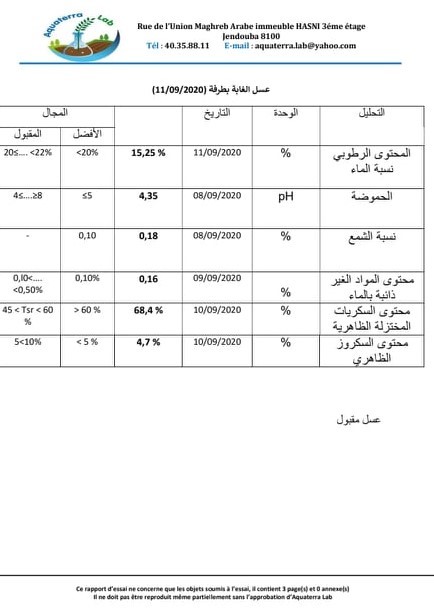 Aquaterra Lab
Rue de l'Union Maghreb Arabe immeuble HASNI 3éme étage
Jendouba 8100
Tél : 40.35.88.11 E-mail : aquaterra.lab@yahoo.com
عسل الغابة بطرفة (11/09/2020)
التحليل الوحدة التاريخ المجال
الأفضل المقبول
المحتوى الرطوبي % 11/09/2020 15,25 % <20% 20≤.... <22%
نسبة الماء
الحموضة pH 08/09/2020 4,35 ≤5 4≤....≥8
نسبة الشمع % 08/09/2020 0,18 0,10 -
محتوى المواد الغير % 09/09/2020 0,16 0,10% 0,10<....
ذائبة بالماء <0,50%
محتوى السكريات % 10/09/2020 68,4 % > 60 % 45 < Tsr < 60
المختزلة الظاهرية %
محتوى السكروز % 10/09/2020 4,7 % < 5 % 5<10%
الظاهري
عسل مقبول
Ce rapport d'essai ne concerne que les objets soumis à l'essai, il contient 3 page(s) et 0 annexe(s)
Il ne doit pas être reproduit même partiellement sans l'approbation d'Aquaterra Lab